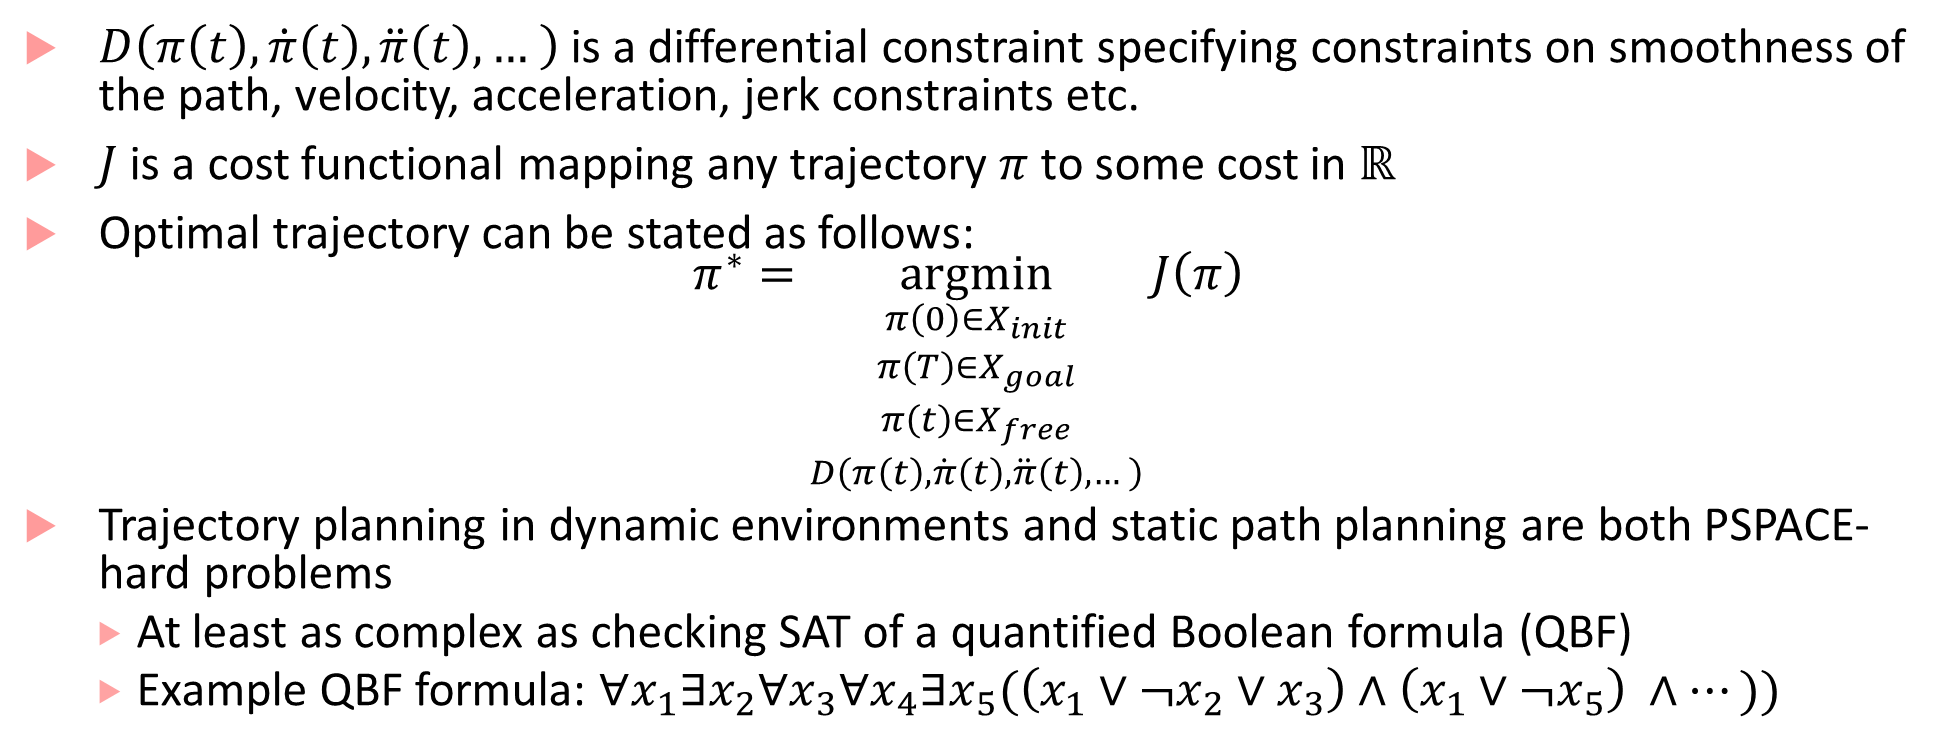 D(π(t), π̇(t), π̈(t), … ) is a differential constraint specifying constraints on smoothness of
the path, velocity, acceleration, jerk constraints etc.
J is a cost functional mapping any trajectory π to some cost in ℝ
Optimal trajectory can be stated as follows:
π* = argmin J(π)
π(0)∈X_init
π(T)∈X_goal
π(t)∈X_free
D(π(t),π̇(t),π̈(t),… )
Trajectory planning in dynamic environments and static path planning are both PSPACE-
hard problems
At least as complex as checking SAT of a quantified Boolean formula (QBF)
Example QBF formula: ∀x₁∃x₂∀x₃∀x₄∃x₅((x₁ ∨ ¬x₂ ∨ x₃) ∧ (x₁ ∨ ¬x₅) ∧ ⋯ ))